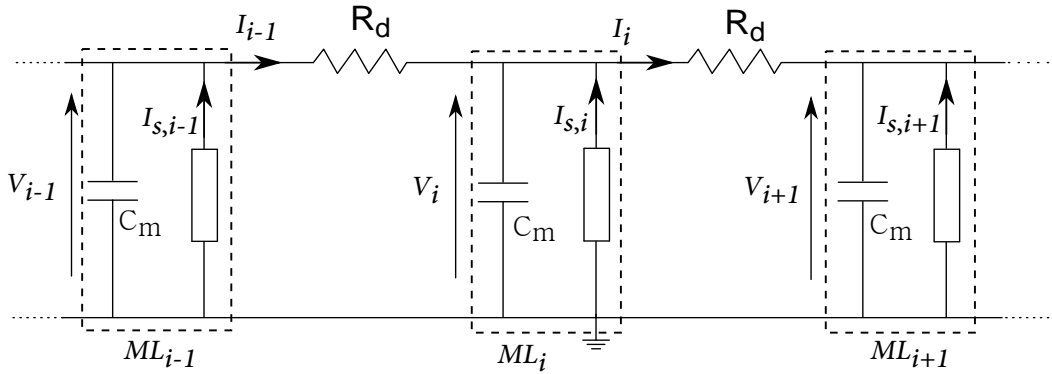 I_{i-1} R_d I_i R_d
I_{s,i-1} I_{s,i} I_{s,i+1}
V_{i-1} V_i V_{i+1}
C_m C_m C_m
ML_{i-1} ML_i ML_{i+1}